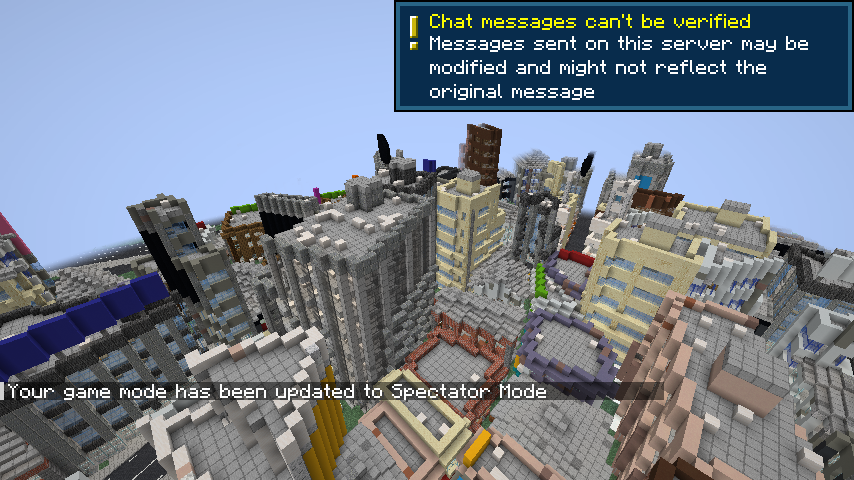 Chat messages can't be verified
Messages sent on this server may be
modified and might not reflect the
original message
Your game mode has been updated to Spectator Mode